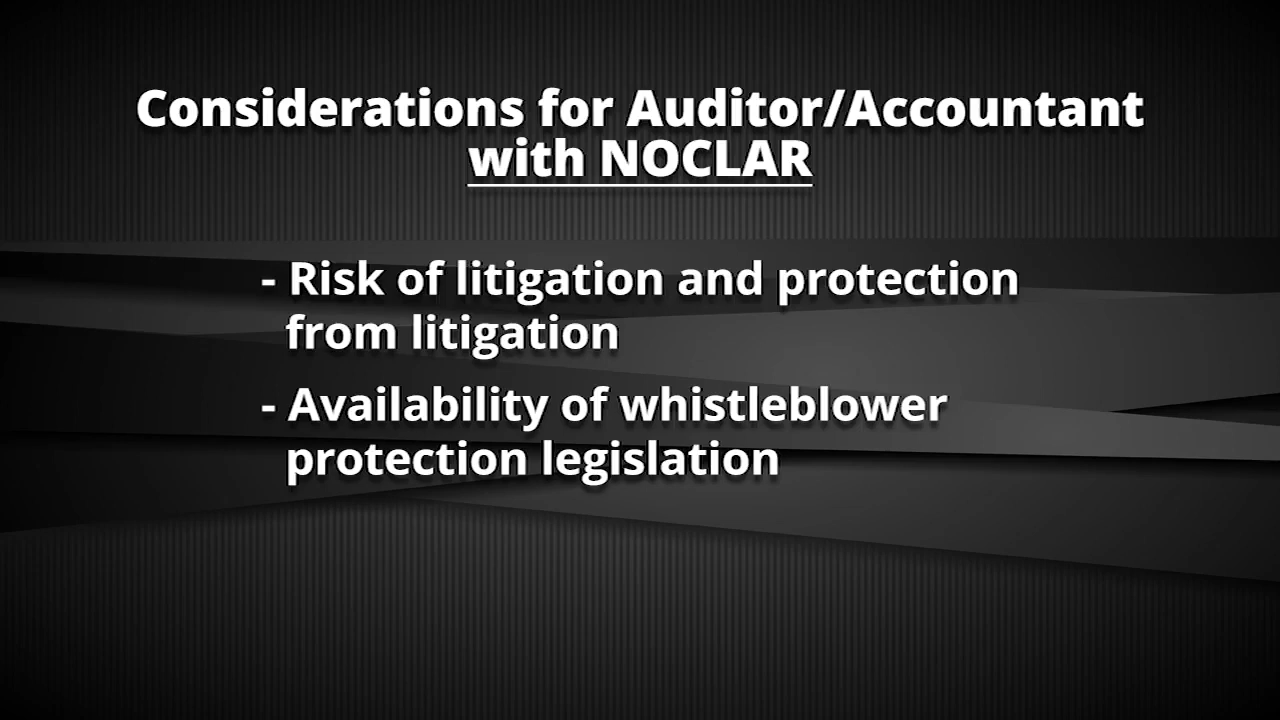 Considerations for Auditor/Accountant
with NOCLAR
- Risk of litigation and protection
from litigation
- Availability of whistleblower
protection legislation